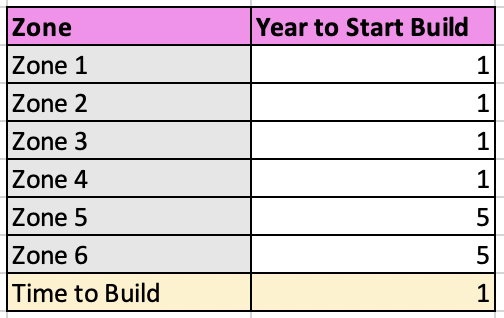 Zone Year to Start Build
Zone 1 1
Zone 2 1
Zone 3 1
Zone 4 1
Zone 5 5
Zone 6 5
Time to Build 1